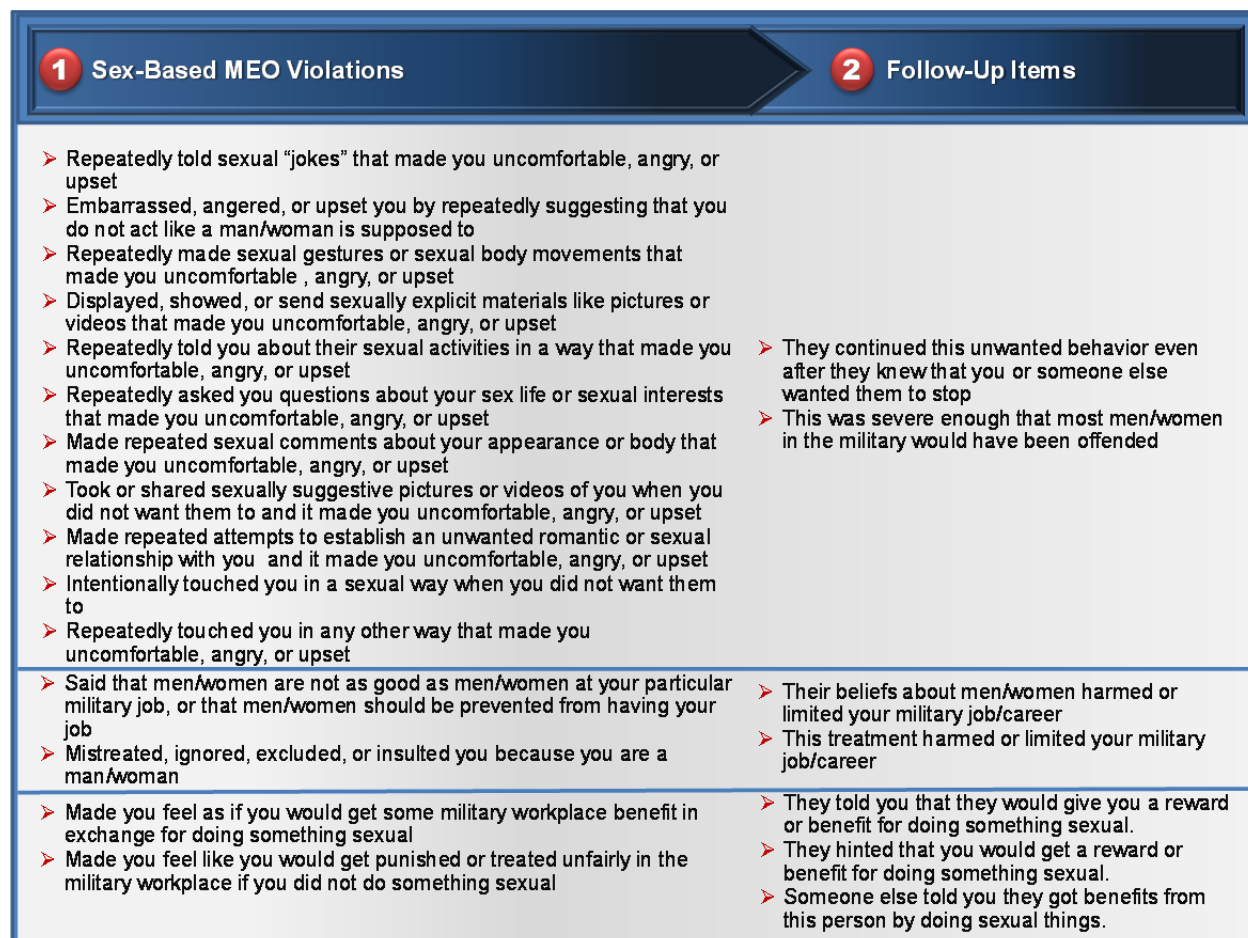 1 Sex-Based MEO Violations
2 Follow-Up Items
➢ Repeatedly told sexual “jokes” that made you uncomfortable, angry, or
upset
➢ Embarrassed, angered, or upset you by repeatedly suggesting that you
do not act like a man/woman is supposed to
➢ Repeatedly made sexual gestures or sexual body movements that
made you uncomfortable , angry, or upset
➢ Displayed, showed, or send sexually explicit materials like pictures or
videos that made you uncomfortable, angry, or upset
➢ Repeatedly told you about their sexual activities in a way that made you
uncomfortable, angry, or upset
➢ Repeatedly asked you questions about your sex life or sexual interests
that made you uncomfortable, angry, or upset
➢ Made repeated sexual comments about your appearance or body that
made you uncomfortable, angry, or upset
➢ Took or shared sexually suggestive pictures or videos of you when you
did not want them to and it made you uncomfortable, angry, or upset
➢ Made repeated attempts to establish an unwanted romantic or sexual
relationship with you  and it made you uncomfortable, angry, or upset
➢ Intentionally touched you in a sexual way when you did not want them
to
➢ Repeatedly touched you in any other way that made you
uncomfortable, angry, or upset
➢ They continued this unwanted behavior even
after they knew that you or someone else
wanted them to stop
➢ This was severe enough that most men/women
in the military would have been offended
➢ Said that men/women are not as good as men/women at your particular
military job, or that men/women should be prevented from having your
job
➢ Mistreated, ignored, excluded, or insulted you because you are a
man/woman
➢ Their beliefs about men/women harmed or
limited your military job/career
➢ This treatment harmed or limited your military
job/career
➢ Made you feel as if you would get some military workplace benefit in
exchange for doing something sexual
➢ Made you feel like you would get punished or treated unfairly in the
military workplace if you did not do something sexual
➢ They told you that they would give you a reward
or benefit for doing something sexual.
➢ They hinted that you would get a reward or
benefit for doing something sexual.
➢ Someone else told you they got benefits from
this person by doing sexual things.